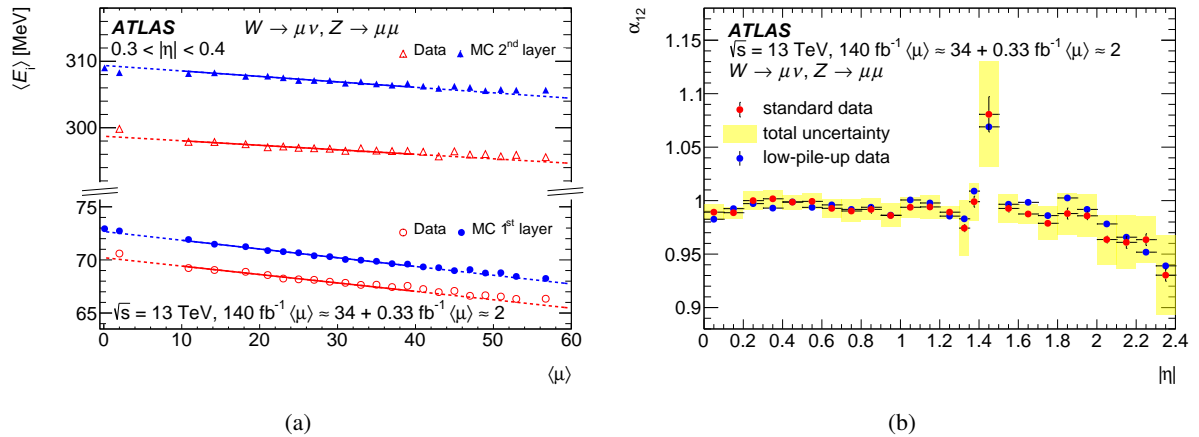 ATLAS W → μν, Z → μμ
0.3 < |η| < 0.4
Data MC 2nd layer
⟨Ei⟩ [MeV]
310
300
75
70
65
Data MC 1st layer
√s = 13 TeV, 140 fb-1 ⟨μ⟩ ≈ 34 + 0.33 fb-1 ⟨μ⟩ ≈ 2
0 10 20 30 40 50 60
⟨μ⟩
(a)
α12
ATLAS
√s = 13 TeV, 140 fb-1 ⟨μ⟩ ≈ 34 + 0.33 fb-1 ⟨μ⟩ ≈ 2
W → μν, Z → μμ
standard data
total uncertainty
low-pile-up data
1.15
1.1
1.05
1
0.95
0.9
0 0.2 0.4 0.6 0.8 1 1.2 1.4 1.6 1.8 2 2.2 2.4
|η|
(b)